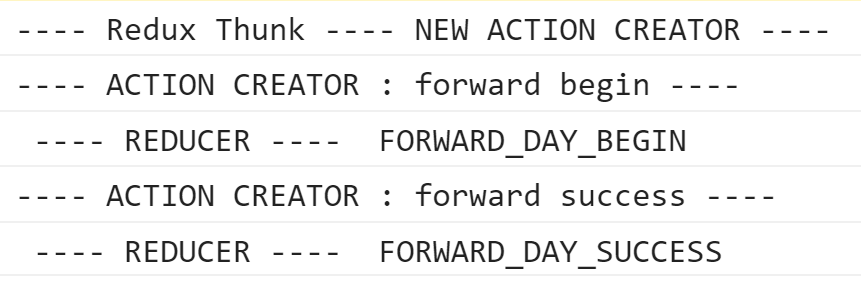 ---- Redux Thunk ---- NEW ACTION CREATOR ----
---- ACTION CREATOR : forward begin ----
---- REDUCER ----  FORWARD_DAY_BEGIN
---- ACTION CREATOR : forward success ----
---- REDUCER ----  FORWARD_DAY_SUCCESS